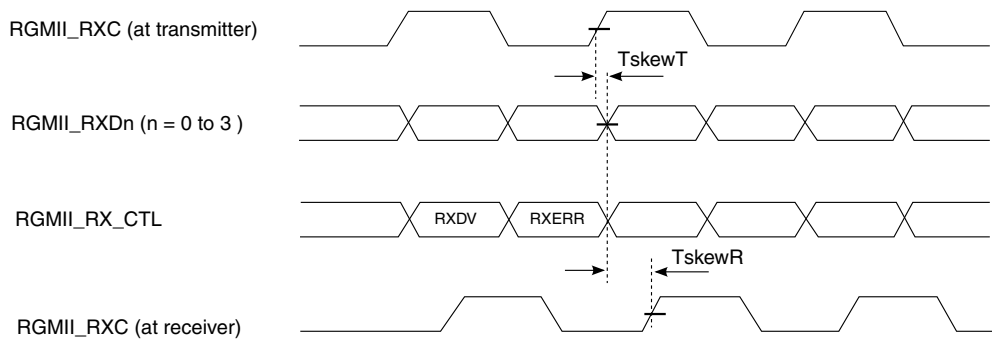 RGMII_RXC (at transmitter)
TskewT
RGMII_RXDn (n = 0 to 3 )
RGMII_RX_CTL
RXDV
RXERR
TskewR
RGMII_RXC (at receiver)